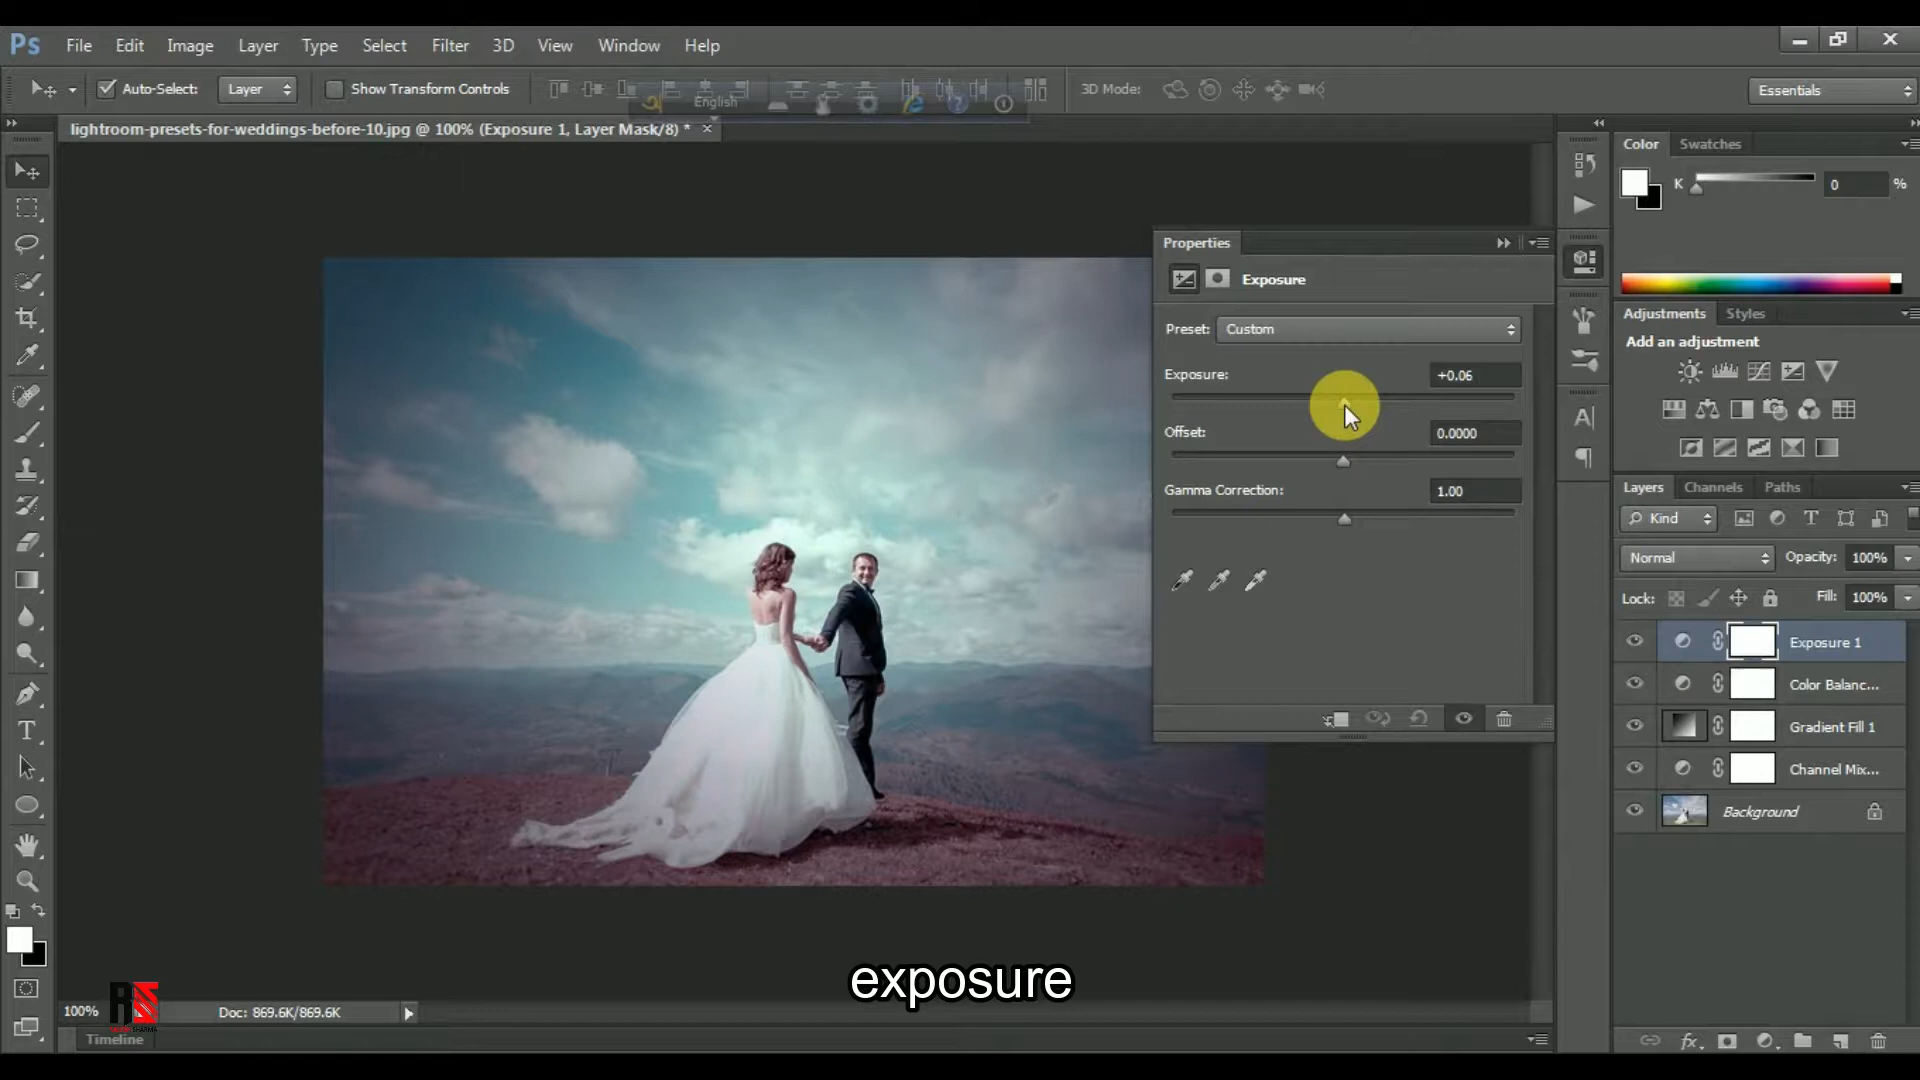 Ps File Edit Image Layer Type Select Filter 3D View Window Help
Auto-Select: Layer Show Transform Controls 3D Mode: Essentials
English
lightroom-presets-for-weddings-before-10.jpg @ 100% (Exposure 1, Layer Mask/8) * ×
Color Swatches
K 0 %
Properties
Exposure
Preset: Custom
Exposure: +0.06
Offset: 0.0000
Gamma Correction: 1.00
Adjustments Styles
Add an adjustment
Layers Channels Paths
Kind
Normal Opacity: 100%
Lock: Fill: 100%
Exposure 1
Color Balanc...
Gradient Fill 1
Channel Mix...
Background
exposure
100% Doc: 869.6K/869.6K
Timeline